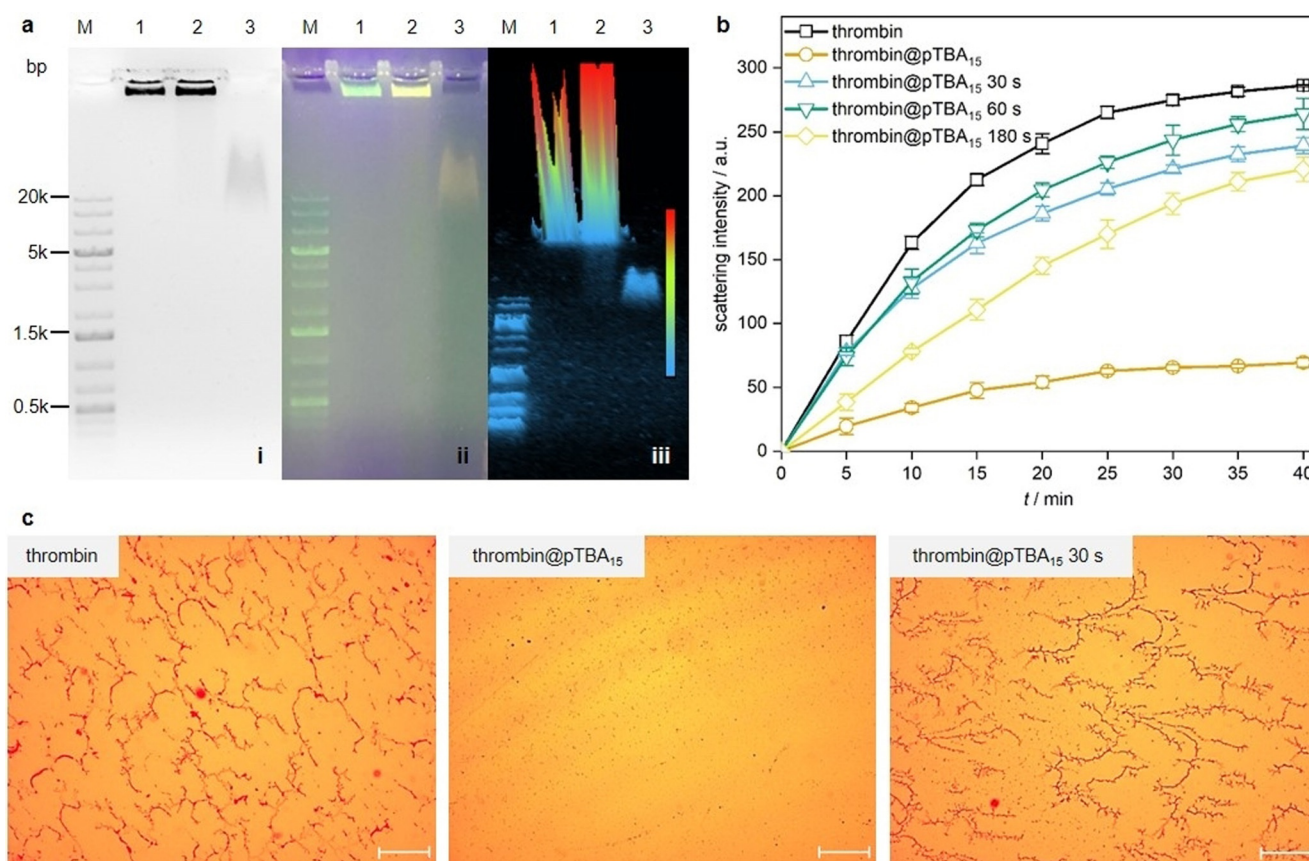 a
M 1 2 3 M 1 2 3 M 1 2 3
bp
20k
5k
1.5k
0.5k
i
ii
iii
b
thrombin
thrombin@pTBA₁₅
thrombin@pTBA₁₅ 30 s
thrombin@pTBA₁₅ 60 s
thrombin@pTBA₁₅ 180 s
scattering intensity / a.u.
300
250
200
150
100
50
0
0 5 10 15 20 25 30 35 40
t / min
c
thrombin
thrombin@pTBA₁₅
thrombin@pTBA₁₅ 30 s